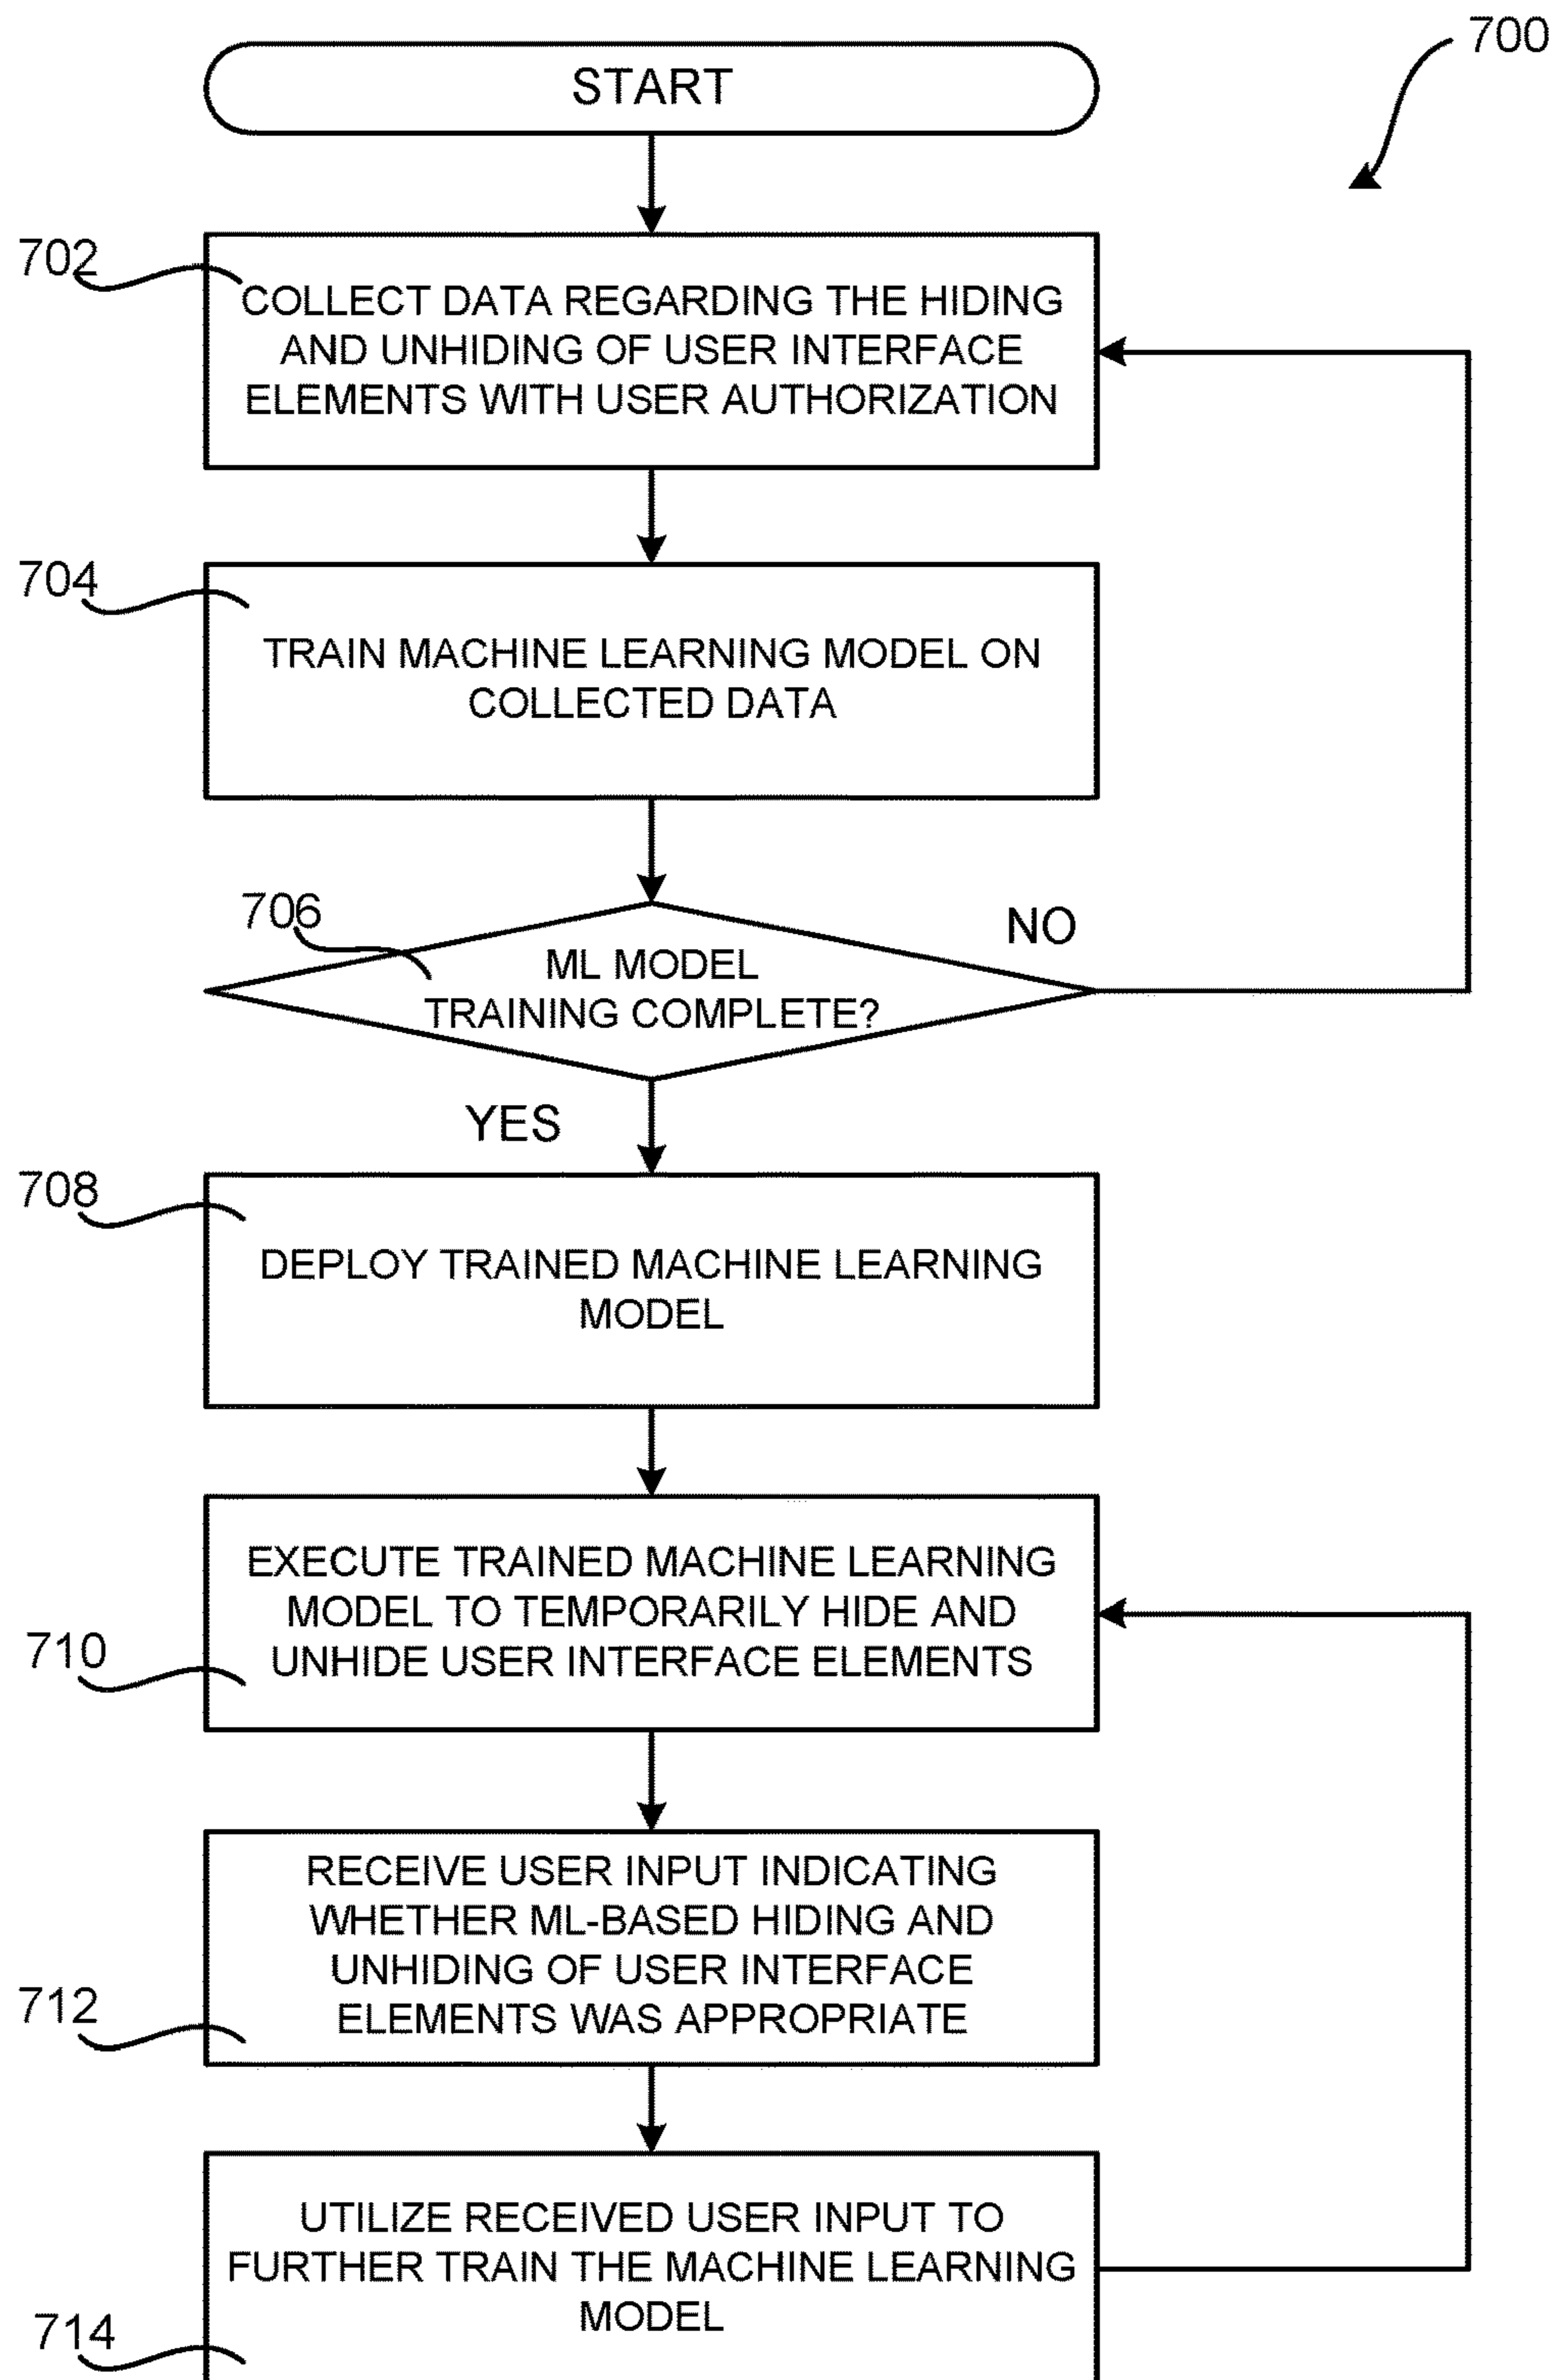 700
START
702
COLLECT DATA REGARDING THE HIDING
AND UNHIDING OF USER INTERFACE
ELEMENTS WITH USER AUTHORIZATION
704
TRAIN MACHINE LEARNING MODEL ON
COLLECTED DATA
706
NO
ML MODEL
TRAINING COMPLETE?
YES
708
DEPLOY TRAINED MACHINE LEARNING
MODEL
EXECUTE TRAINED MACHINE LEARNING
MODEL TO TEMPORARILY HIDE AND
UNHIDE USER INTERFACE ELEMENTS
710
RECEIVE USER INPUT INDICATING
WHETHER ML-BASED HIDING AND
UNHIDING OF USER INTERFACE
ELEMENTS WAS APPROPRIATE
712
UTILIZE RECEIVED USER INPUT TO
FURTHER TRAIN THE MACHINE LEARNING
MODEL
714